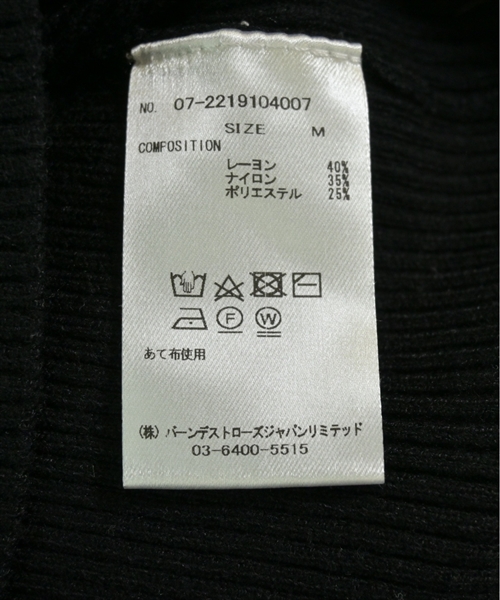 NO. 07-2219104007
SIZE M
COMPOSITION
レーヨン 40%
ナイロン 35%
ポリエステル 25%
F W
あて布使用
(株) バーンデストローズジャパンリミテッド
03-6400-5515